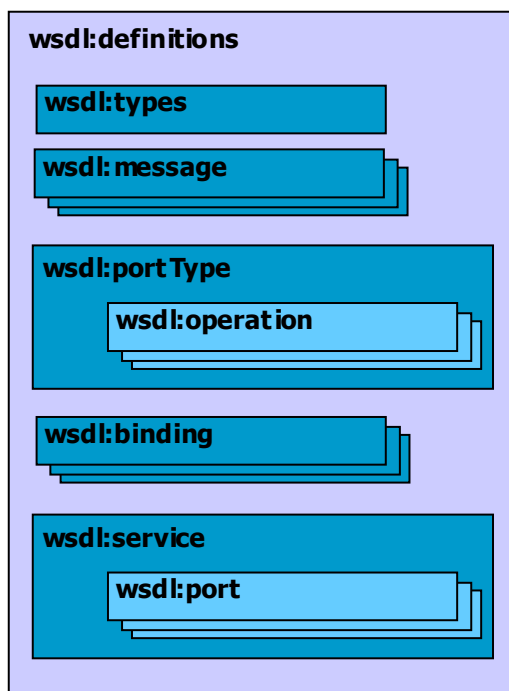 wsdl:definitions
wsdl:types
wsdl:message
wsdl:portType
wsdl:operation
wsdl:binding
wsdl:service
wsdl:port